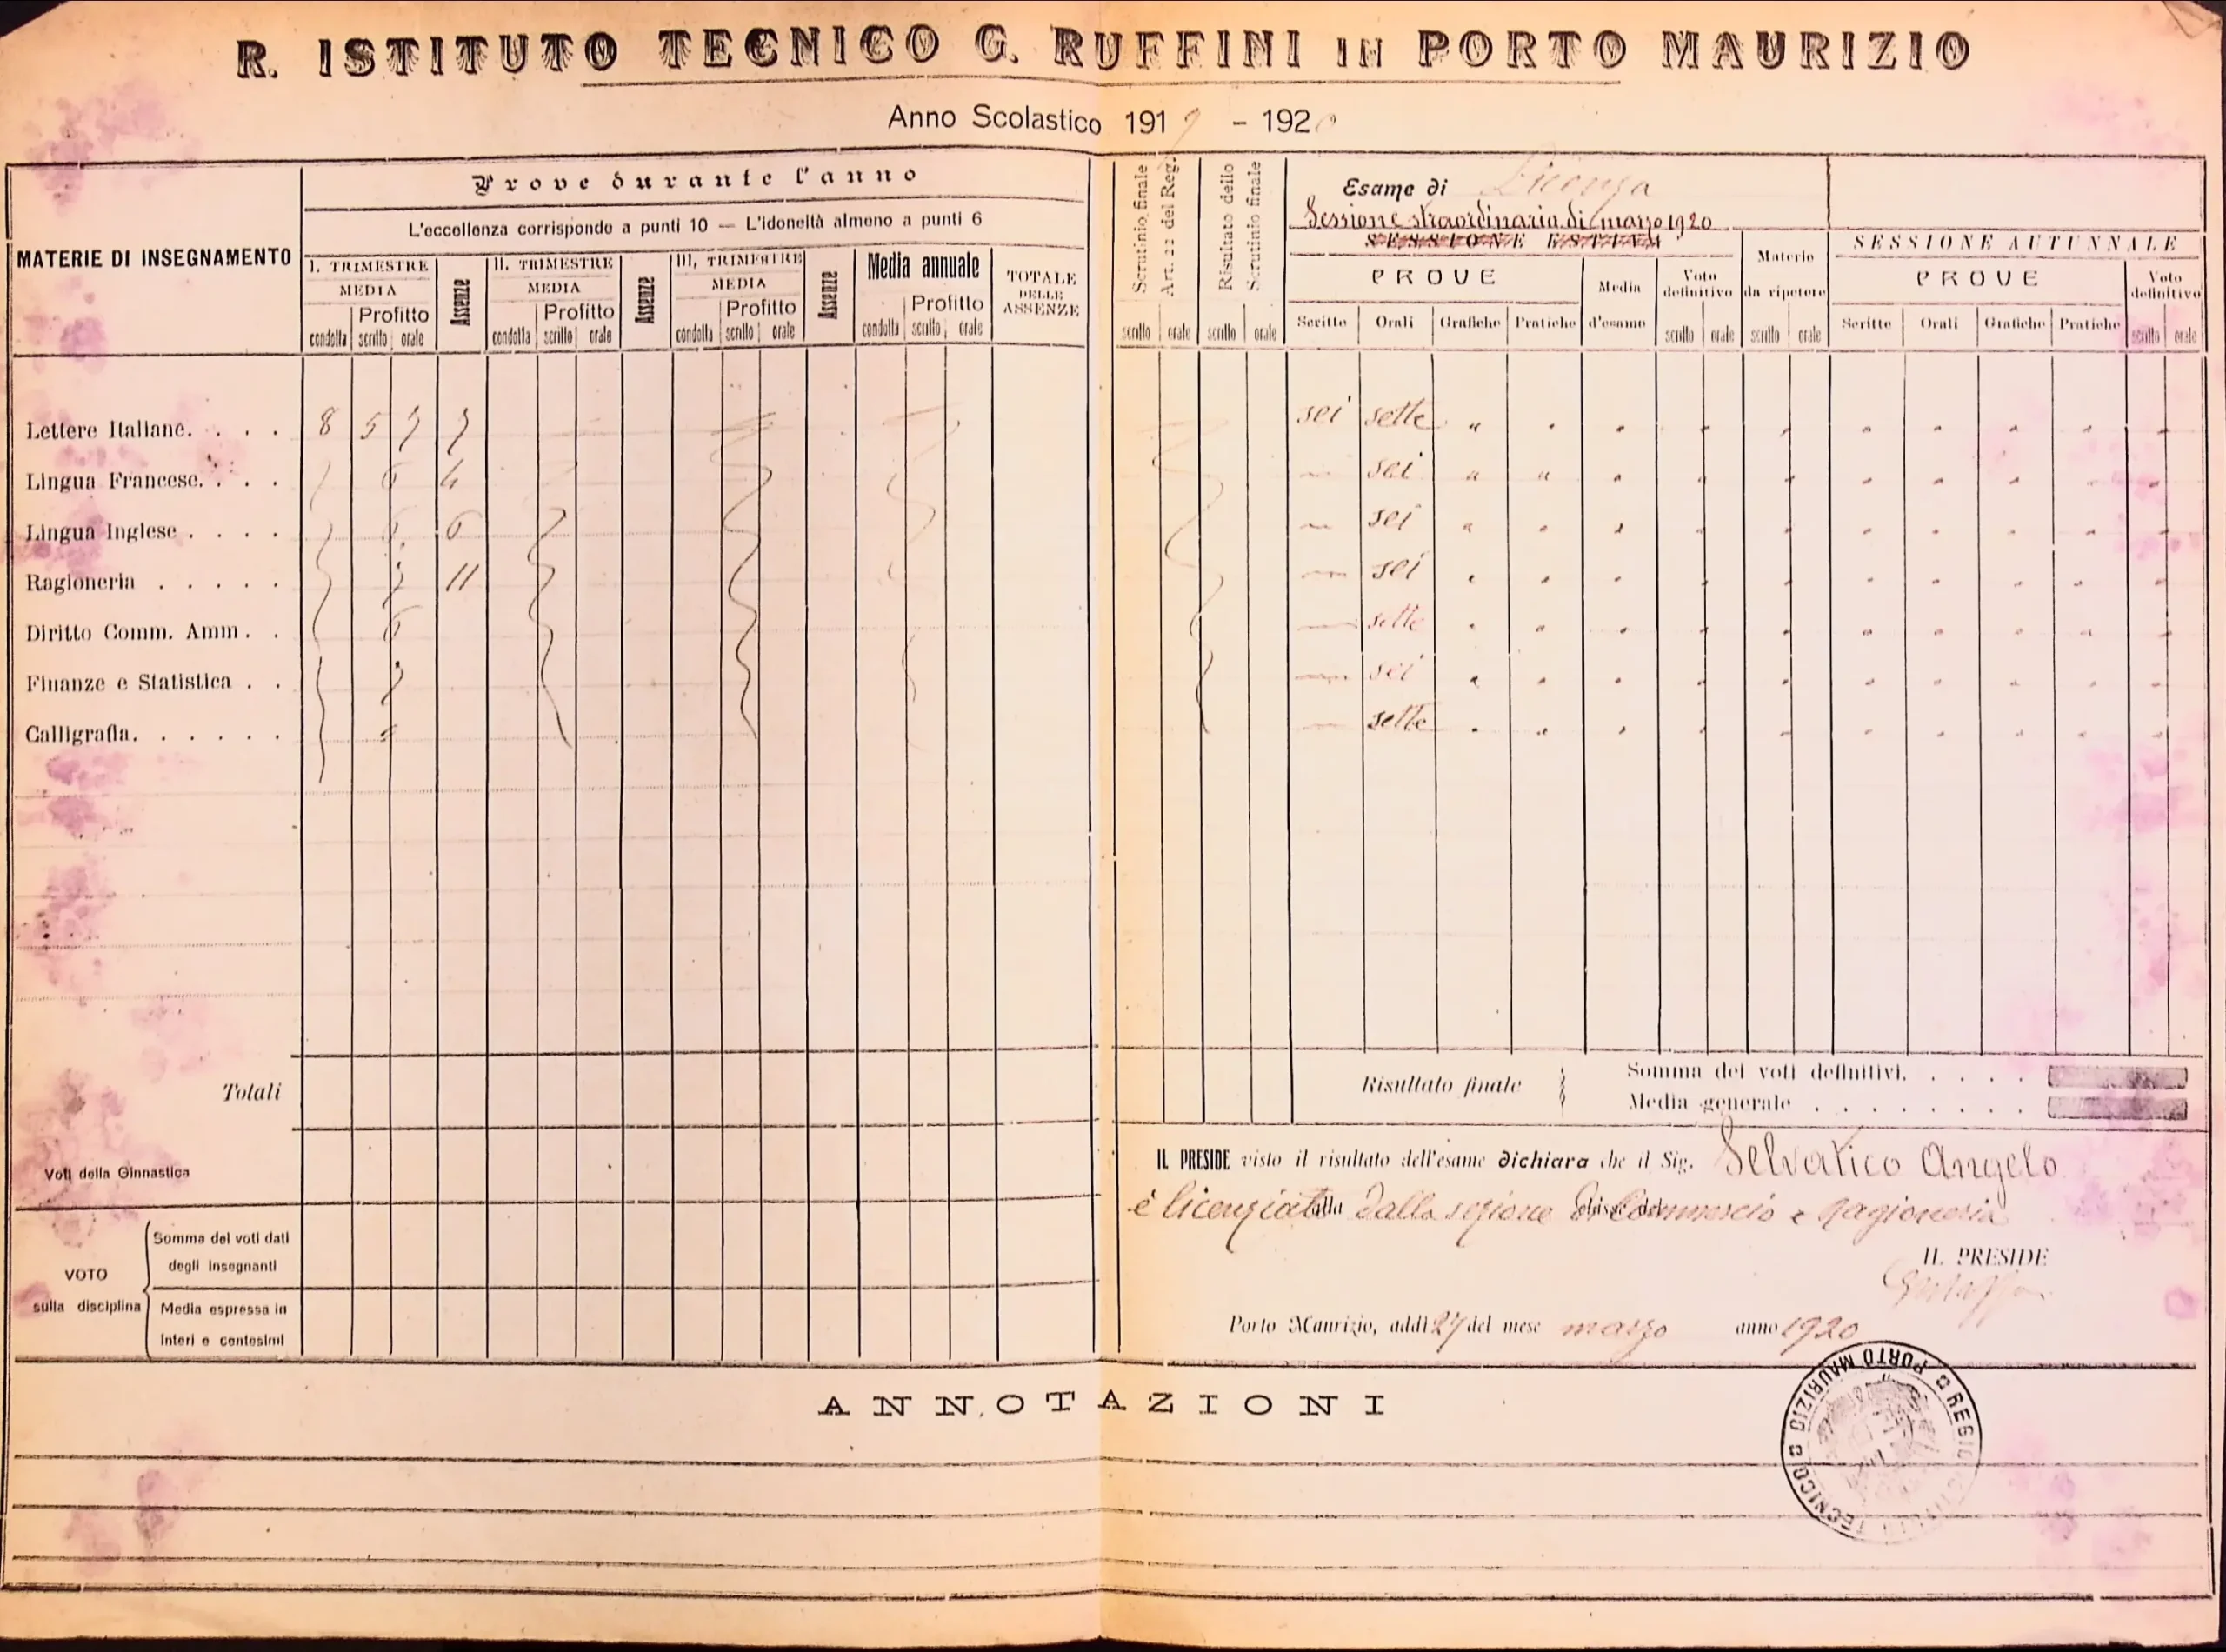 R. ISTITUTO TECNICO G. RUFFINI IN PORTO MAURIZIO
Anno Scolastico 1919 - 1920
MATERIE DI INSEGNAMENTO
Prove durante l'anno
L'eccellenza corrisponde a punti 10 — L'idoneità almeno a punti 6
I. TRIMESTRE
MEDIA
Profitto
condotta scritto orale
Assenze
II. TRIMESTRE
MEDIA
Profitto
condotta scritto orale
Assenze
III, TRIMESTRE
MEDIA
Profitto
condotta scritto orale
Assenze
Media annuale
Profitto
condotta scritto orale
TOTALE
DELLE
ASSENZE
Scrutinio finale
Art. 22 del Reg.
scritto orale
Risultato dello
Scrutinio finale
scritto orale
Esame di Licenza
Sessione straordinaria di marzo 1920
SESSIONE ESTIVA
PROVE
Scritte Orali Grafiche Pratiche
Media
d'esame
Voto
definitivo
scritto orale
Materie
da ripetere
scritto orale
SESSIONE AUTUNNALE
PROVE
Scritte Orali Grafiche Pratiche
Voto
definitivo
scritto orale
Lettere Italiane. . . . 8 5 7 7 sei sette
Lingua Francese. . . . 6 4 sei
Lingua Inglese . . . . 6 6 sei
Ragioneria . . . . . 7 11 sei
Diritto Comm. Amm. . . 6 sette
Finanze e Statistica . . 7 sei
Calligrafia. . . . . . sette
Totali
Risultato finale
Somma dei voti definitivi. . . . .
Media generale . . . . . . . .
Voti della Ginnastica
IL PRESIDE visto il risultato dell'esame dichiara che il Sig. Selvatico Angelo
è licenziato dalla sezione di Commercio e Ragioneria
VOTO
sulla disciplina
Somma dei voti dati
degli insegnanti
Media espressa in
interi e centesimi
IL PRESIDE
Porto Maurizio, addì 27 del mese marzo anno 1920
ANNOTAZIONI
REGIO ISTITUTO TECNICO PORTO MAURIZIO